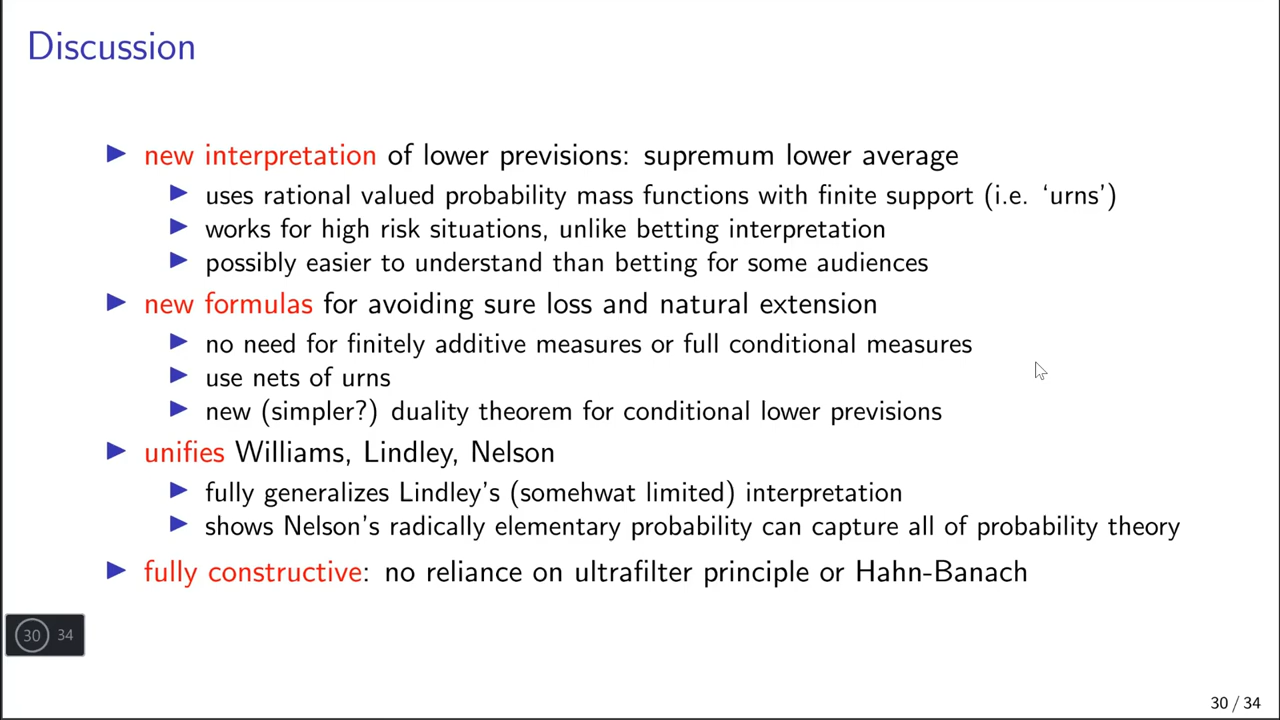 Discussion
new interpretation of lower previsions: supremum lower average
uses rational valued probability mass functions with finite support (i.e. ‘urns’)
works for high risk situations, unlike betting interpretation
possibly easier to understand than betting for some audiences
new formulas for avoiding sure loss and natural extension
no need for finitely additive measures or full conditional measures
use nets of urns
new (simpler?) duality theorem for conditional lower previsions
unifies Williams, Lindley, Nelson
fully generalizes Lindley’s (somehwat limited) interpretation
shows Nelson’s radically elementary probability can capture all of probability theory
fully constructive: no reliance on ultrafilter principle or Hahn-Banach
30 34
30 / 34